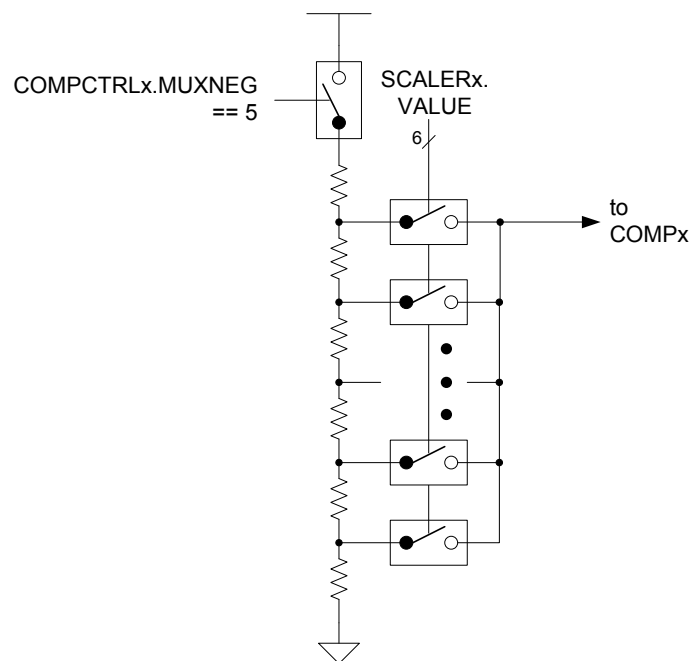 COMPCTRLx.MUXNEG
== 5
SCALERx.
VALUE
6
to
COMPx